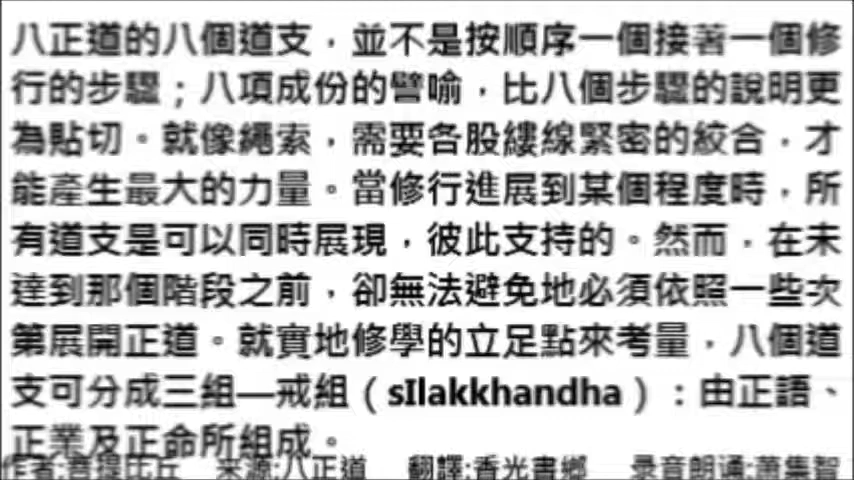 八正道的八個道支，並不是按順序一個接著一個修
行的步驟；八項成份的譬喻，比八個步驟的說明更
為貼切。就像繩索，需要各股縷線緊密的絞合，才
能產生最大的力量。當修行進展到某個程度時，所
有道支是可以同時展現，彼此支持的。然而，在未
達到那個階段之前，卻無法避免地必須依照一些次
第展開正道。就實地修學的立足點來考量，八個道
支可分成三組—戒組（sIlakkhandha）：由正語、
正業及正命所組成。
作者:菩提比丘 來源:八正道 翻譯:香光書鄉 录音朗诵:蕭集智